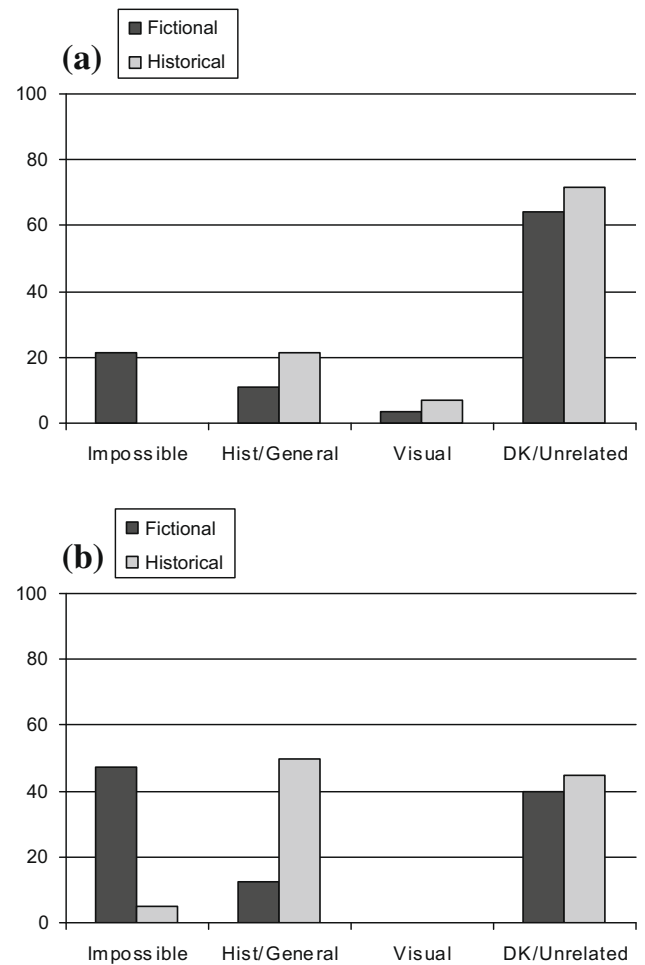 (a)
Fictional
Historical
100
80
60
40
20
0
Impossible Hist/General Visual DK/Unrelated
(b)
Fictional
Historical
100
80
60
40
20
0
Impossible Hist/General Visual DK/Unrelated